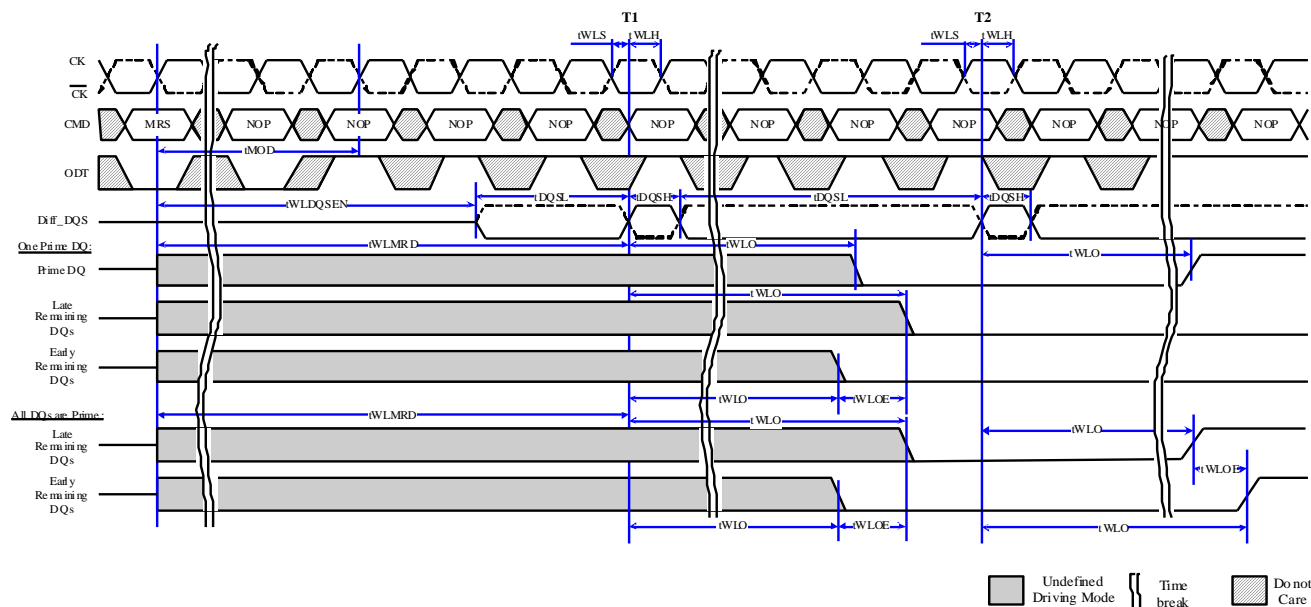 T1 T2
tWLS tWLH tWLS tWLH
CK
CK
CMD MRS NOP NOP NOP NOP NOP NOP NOP NOP NOP NOP NOP
tMOD
ODT
tDQSL tDQSH tDQSL tDQSH
Diff_DQS tWLDQSEN
One Prime DQ: tWLMRD tWLO tWLO
Prime DQ
Late
Remaining
DQs
tWLO
Early
Remaining
DQs
tWLO tWLOE
All DQs are Prime: tWLMRD tWLO
Late
Remaining
DQs
tWLO
tWLOE
Early
Remaining
DQs
tWLO tWLOE tWLO
Undefined
Driving Mode
Time
break
Do not
Care